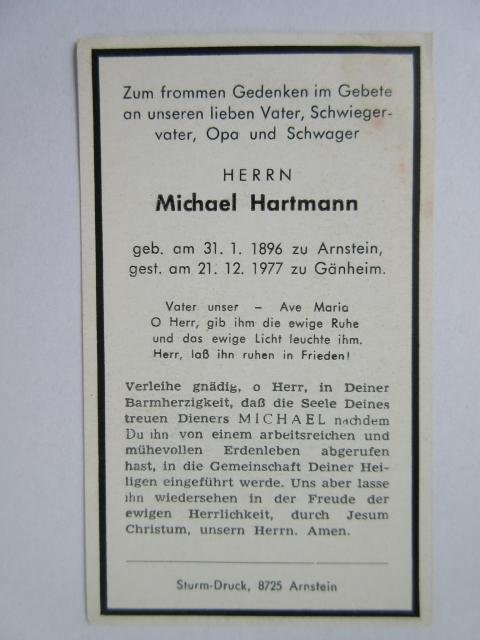 Zum frommen Gedenken im Gebete
an unseren lieben Vater, Schwieger-
vater, Opa und Schwager
HERRN
Michael Hartmann
geb. am 31. 1. 1896 zu Arnstein,
gest. am 21. 12. 1977 zu Gänheim.
Vater unser – Ave Maria
O Herr, gib ihm die ewige Ruhe
und das ewige Licht leuchte ihm.
Herr, laß ihn ruhen in Frieden!
Verleihe gnädig, o Herr, in Deiner
Barmherzigkeit, daß die Seele Deines
treuen Dieners MICHAEL nachdem
Du ihn von einem arbeitsreichen und
mühevollen Erdenleben abgerufen
hast, in die Gemeinschaft Deiner Hei-
ligen eingeführt werde. Uns aber lasse
ihn wiedersehen in der Freude der
ewigen Herrlichkeit, durch Jesum
Christum, unsern Herrn. Amen.
Sturm-Druck, 8725 Arnstein